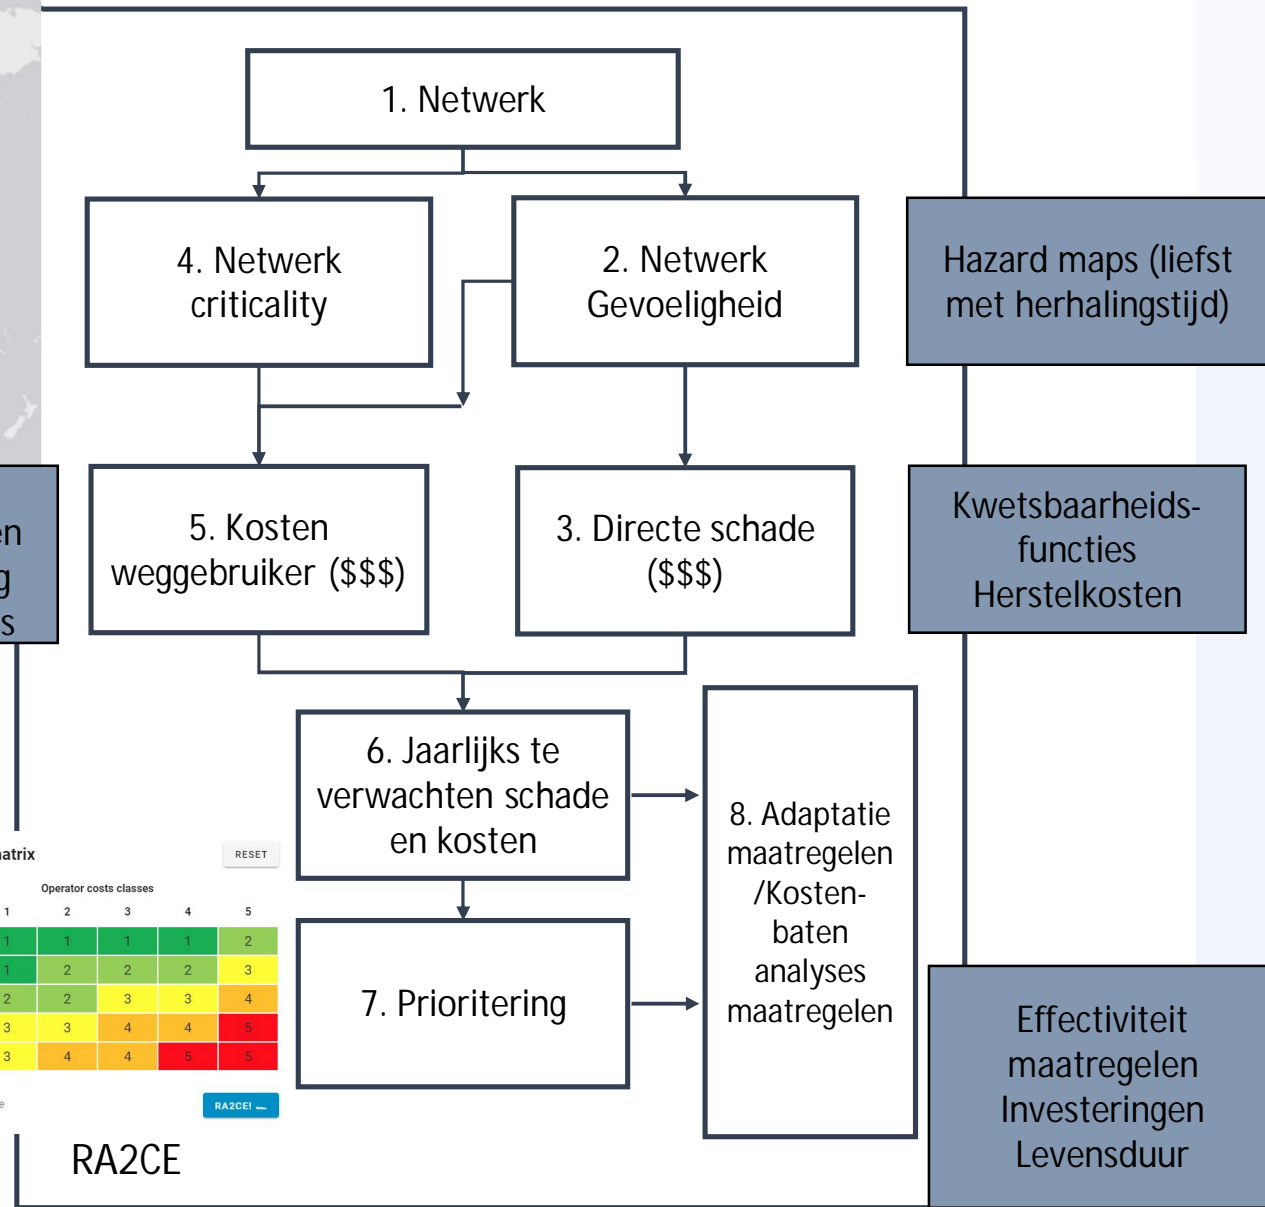 1. Netwerk
4. Netwerk
criticality
2. Netwerk
Gevoeligheid
Hazard maps (liefst
met herhalingstijd)
5. Kosten
weggebruiker ($$$)
3. Directe schade
($$$)
Kwetsbaarheids-
functies
Herstelkosten
en
g
s
6. Jaarlijks te
verwachten schade
en kosten
8. Adaptatie
maatregelen
/Kosten-
baten
analyses
maatregelen
7. Prioritering
Effectiviteit
maatregelen
Investeringen
Levensduur
matrix
RESET
Operator costs classes
1 2 3 4 5
1 1 1 1 2
1 2 2 2 3
2 2 3 3 4
3 3 4 4 5
3 4 4 5 5
e
RA2CE!
RA2CE